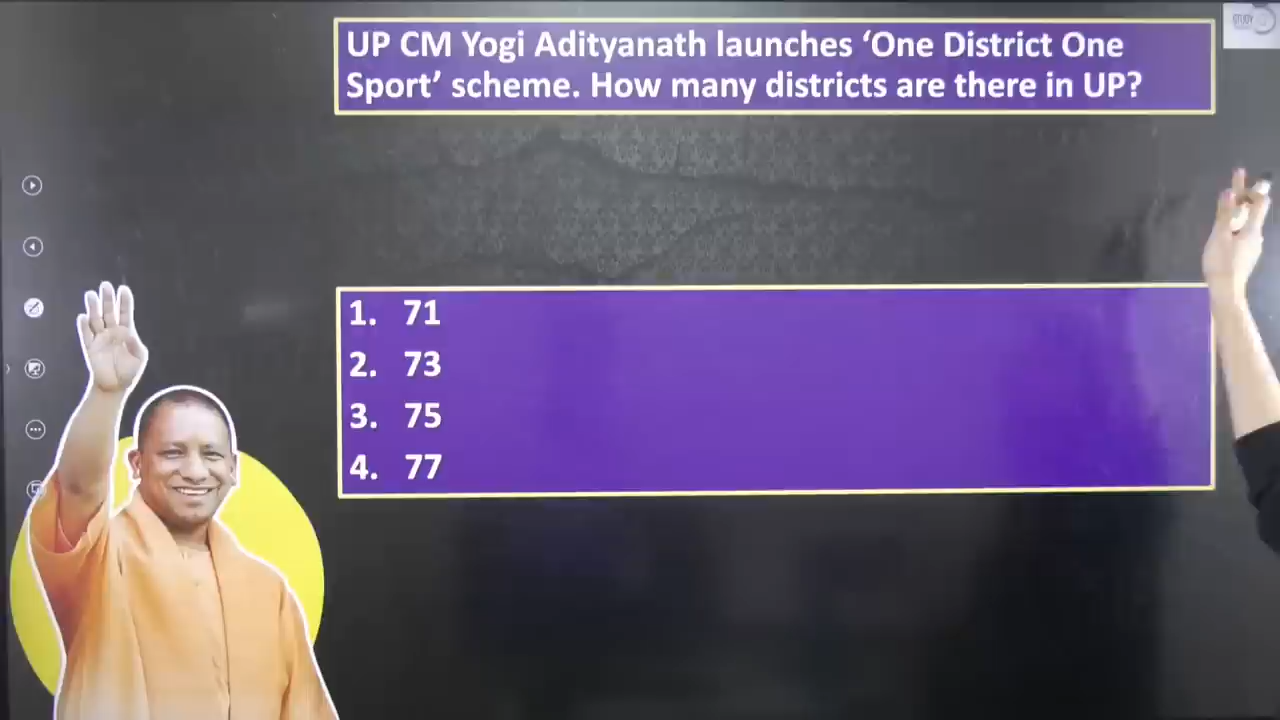 STUDY
UP CM Yogi Adityanath launches ‘One District One
Sport’ scheme. How many districts are there in UP?
1. 71
2. 73
3. 75
4. 77